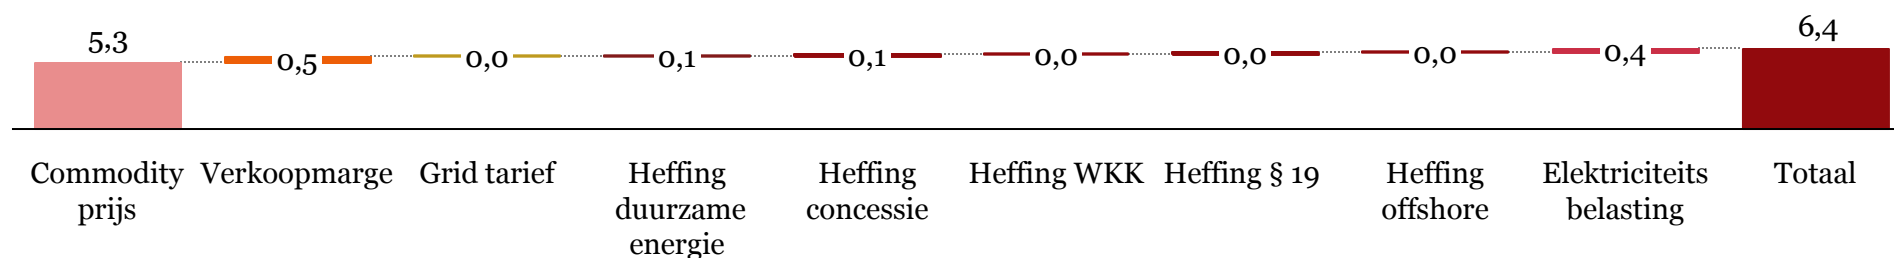 5,3
0,5
0,0
0,1
0,1
0,0
0,0
0,0
0,4
6,4
Commodity
prijs
Verkoopmarge
Grid tarief
Heffing
duurzame
energie
Heffing
concessie
Heffing WKK
Heffing § 19
Heffing
offshore
Elektriciteits
belasting
Totaal